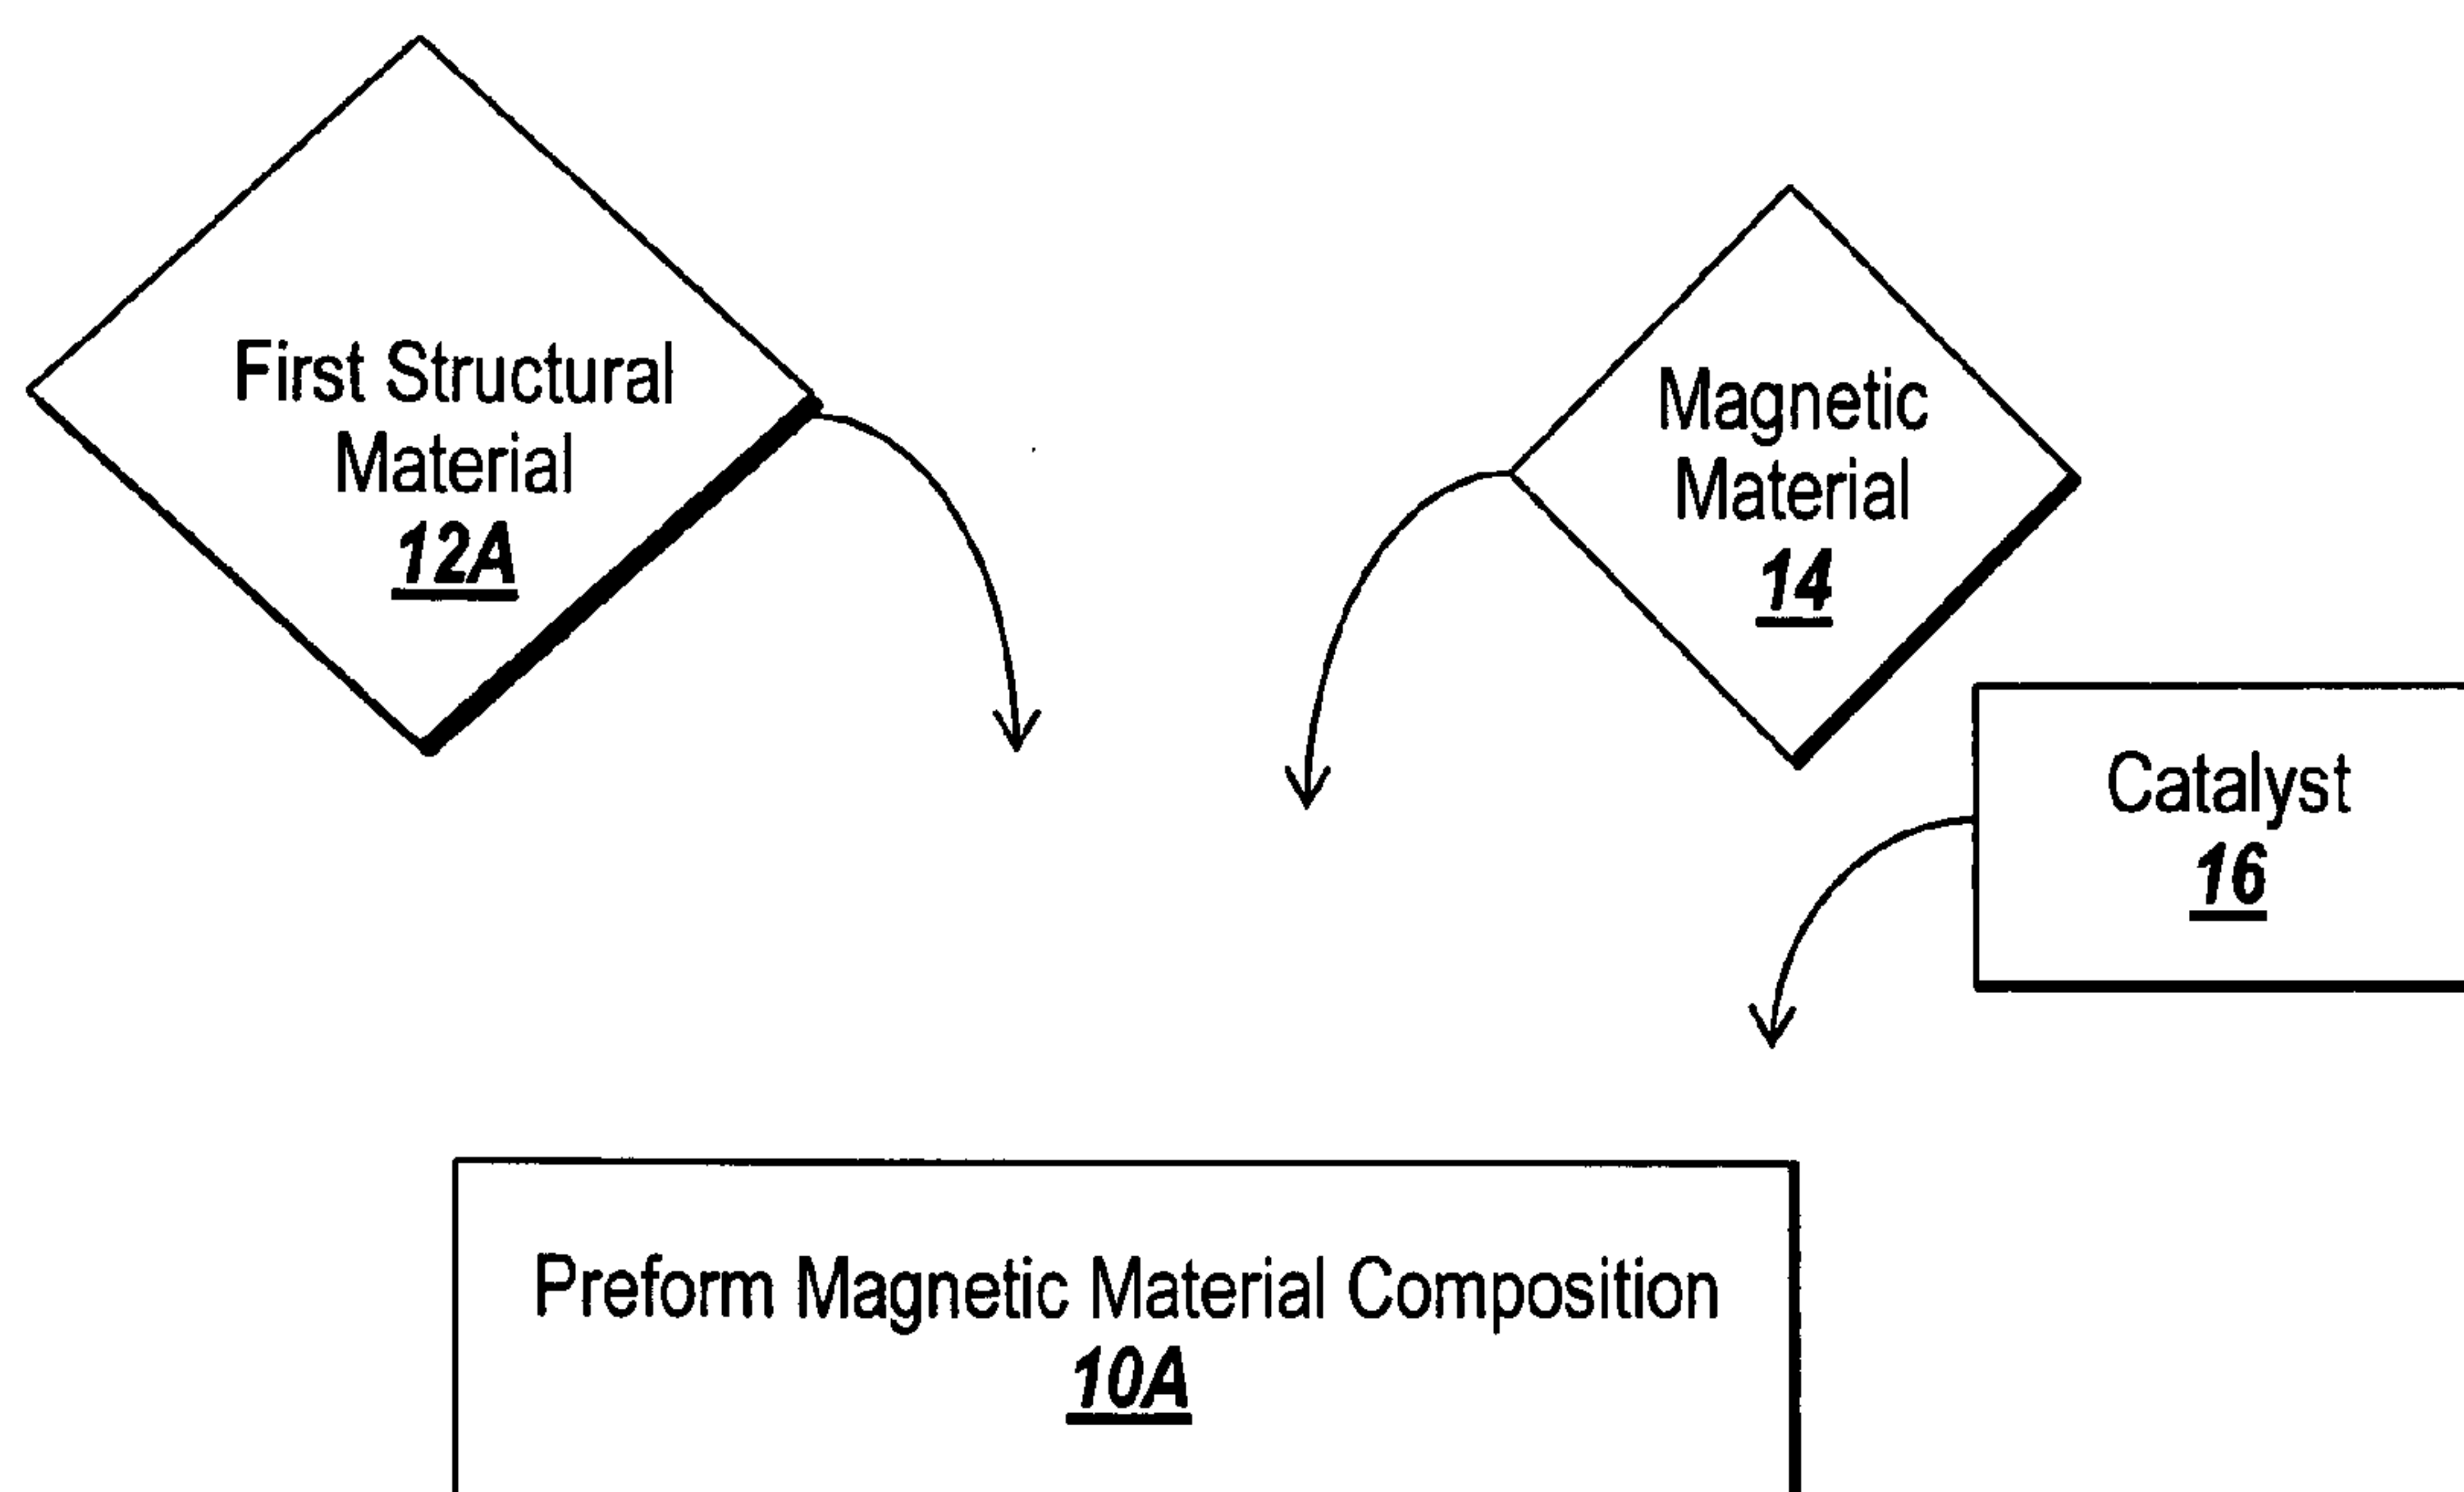 First Structural
Material
12A
Magnetic
Material
14
Catalyst
16
Preform Magnetic Material Composition
10A